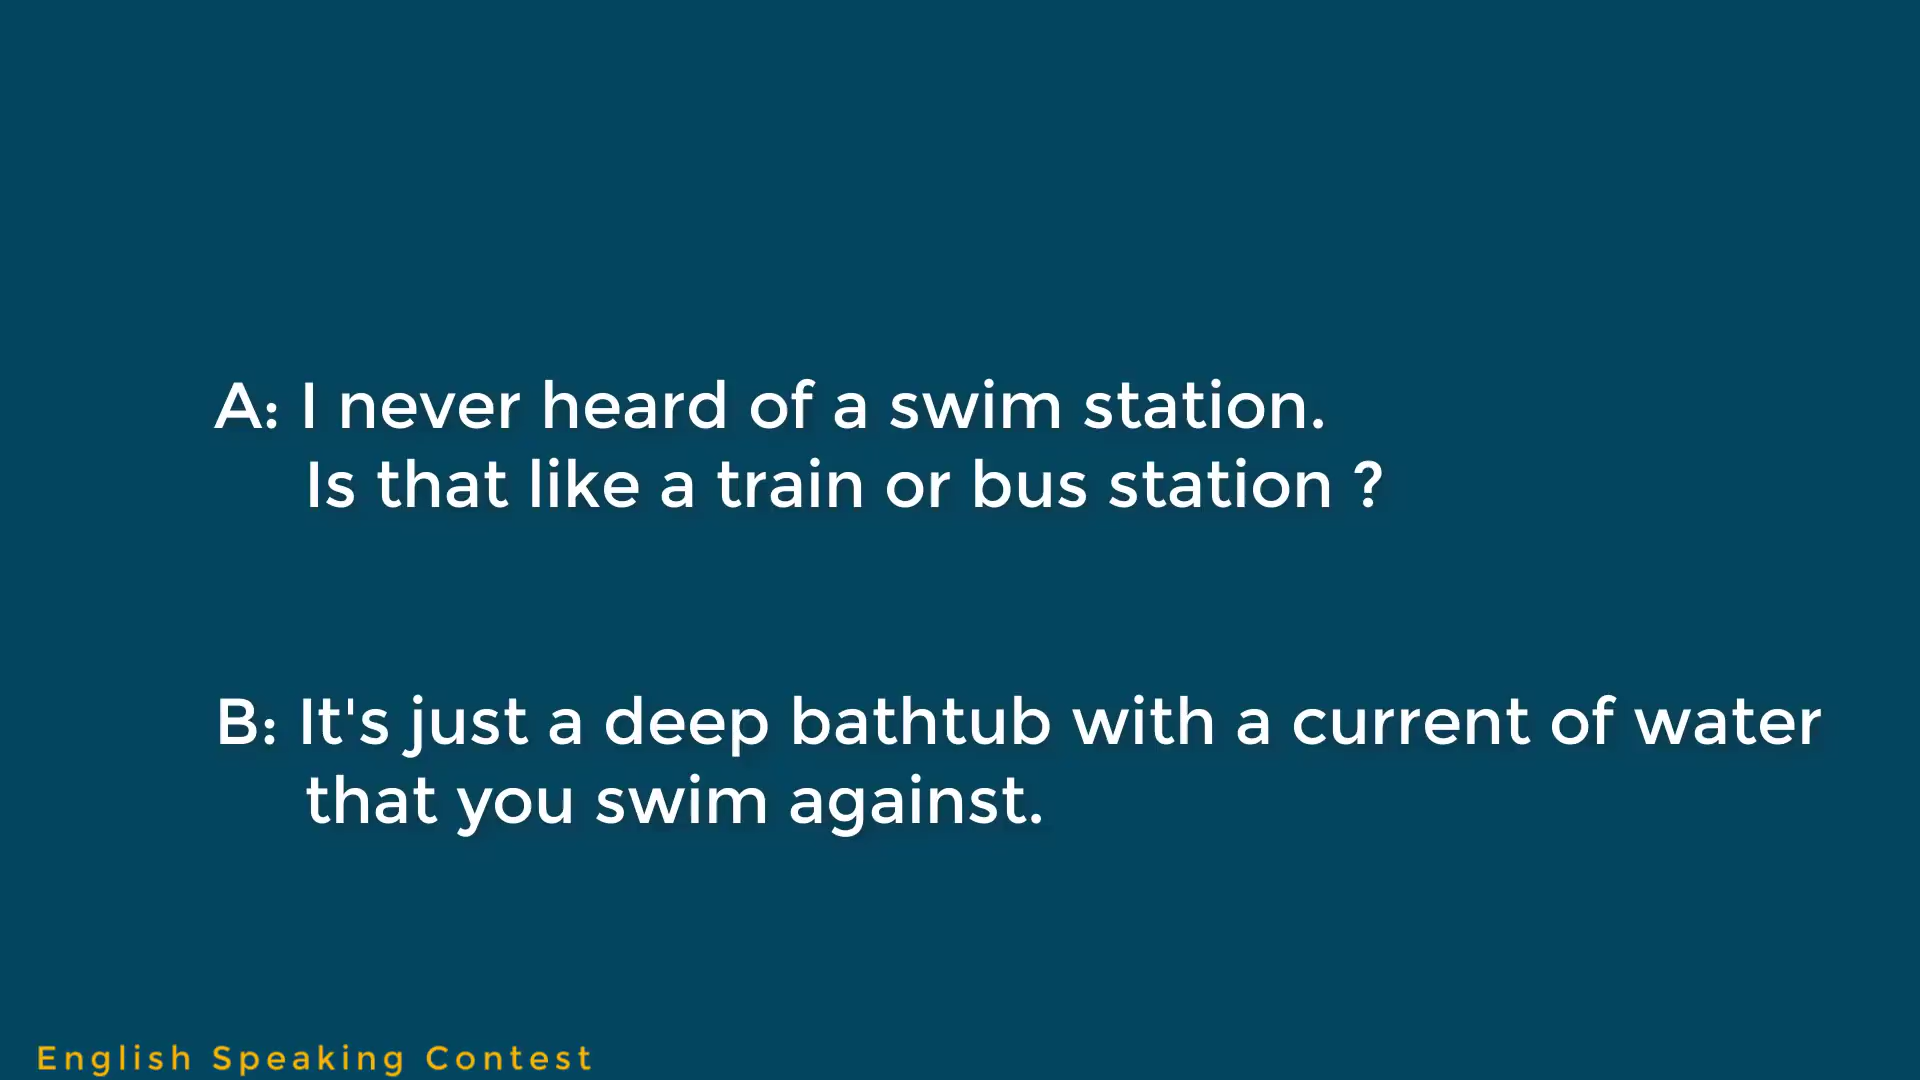 A: I never heard of a swim station.
Is that like a train or bus station ?
B: It's just a deep bathtub with a current of water
that you swim against.
English Speaking Contest